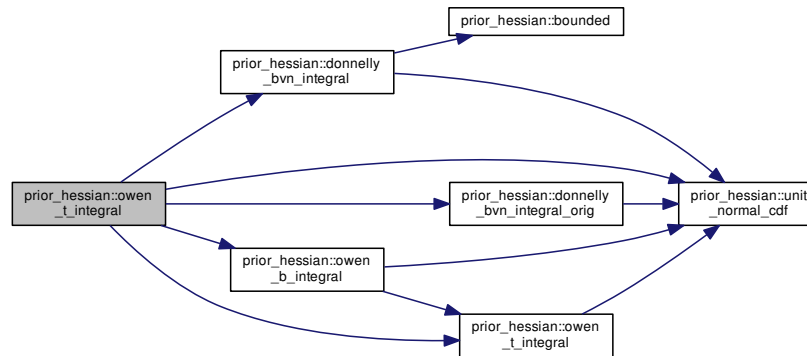 prior_hessian::bounded
prior_hessian::donnelly
_bvn_integral
prior_hessian::owen
_t_integral
prior_hessian::donnelly
_bvn_integral_orig
prior_hessian::unit
_normal_cdf
prior_hessian::owen
_b_integral
prior_hessian::owen
_t_integral